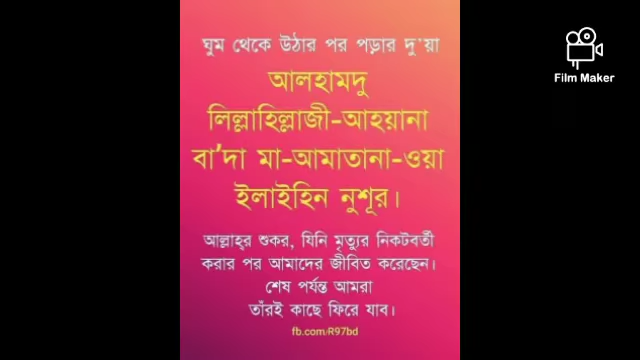 ঘুম থেকে উঠার পর পড়ার দু'য়া
আলহামদু
লিল্লাহিল্লাজী-আহয়ানা
বা’দা মা-আমাতানা-ওয়া
ইলাইহিন নুশূর।
আল্লাহ্‌র শুকর, যিনি মৃত্যুর নিকটবর্তী
করার পর আমাদের জীবিত করেছেন।
শেষ পর্যন্ত আমরা
তাঁরই কাছে ফিরে যাব।
fb.com/R97bd
Film Maker